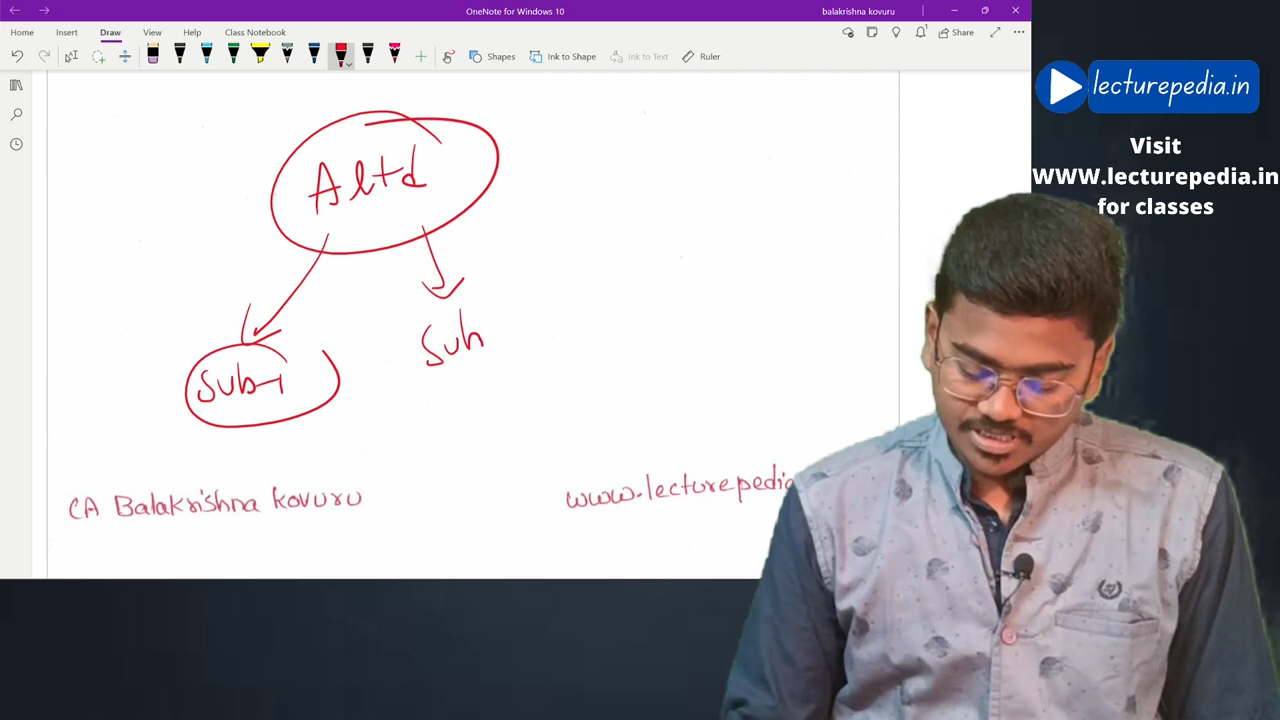 OneNote for Windows 10
balakrishna kovuru
Home Insert Draw View Help Class Notebook
Share
Shapes Ink to Shape Ink to Text Ruler
lecturepedia.in
Visit
WWW.lecturepedia.in
for classes
A ltd
Sub-1
Sub
CA Balakrishna kovuru
www.lecturepedia